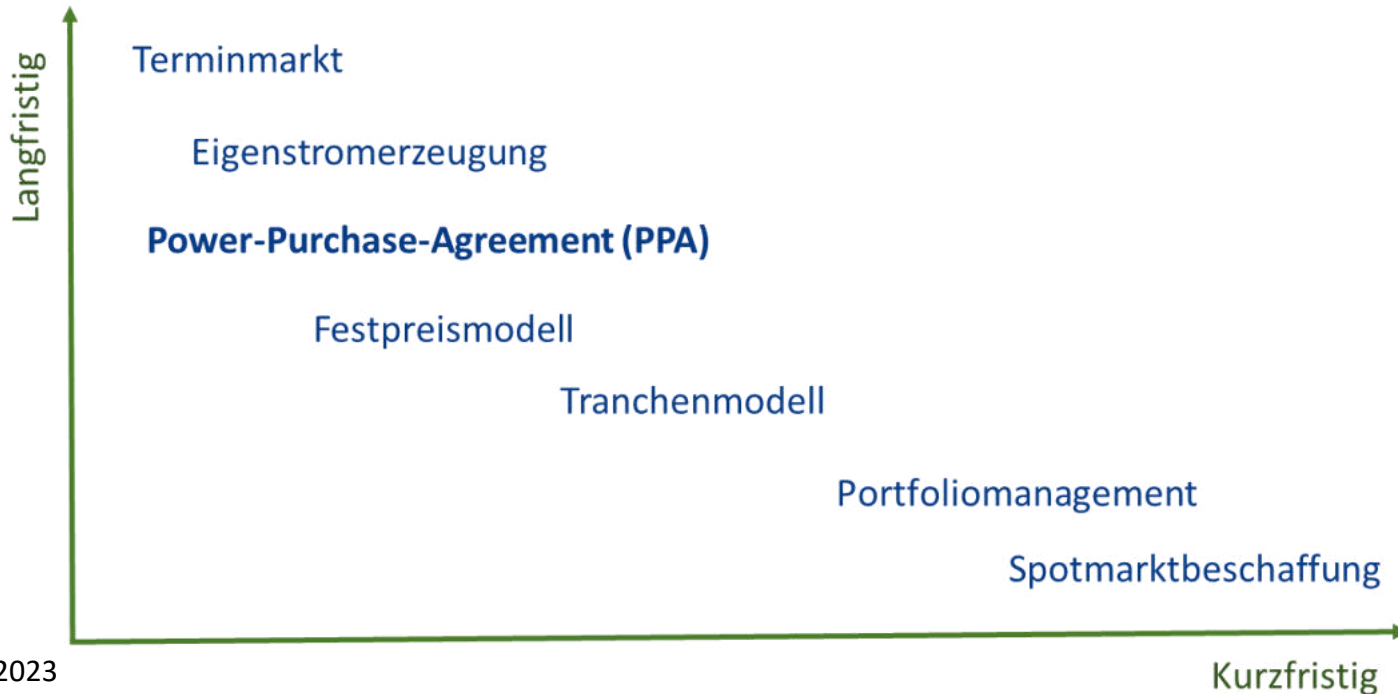 Langfristig
Terminmarkt
Eigenstromerzeugung
Power-Purchase-Agreement (PPA)
Festpreismodell
Tranchenmodell
Portfoliomanagement
Spotmarktbeschaffung
2023
Kurzfristig